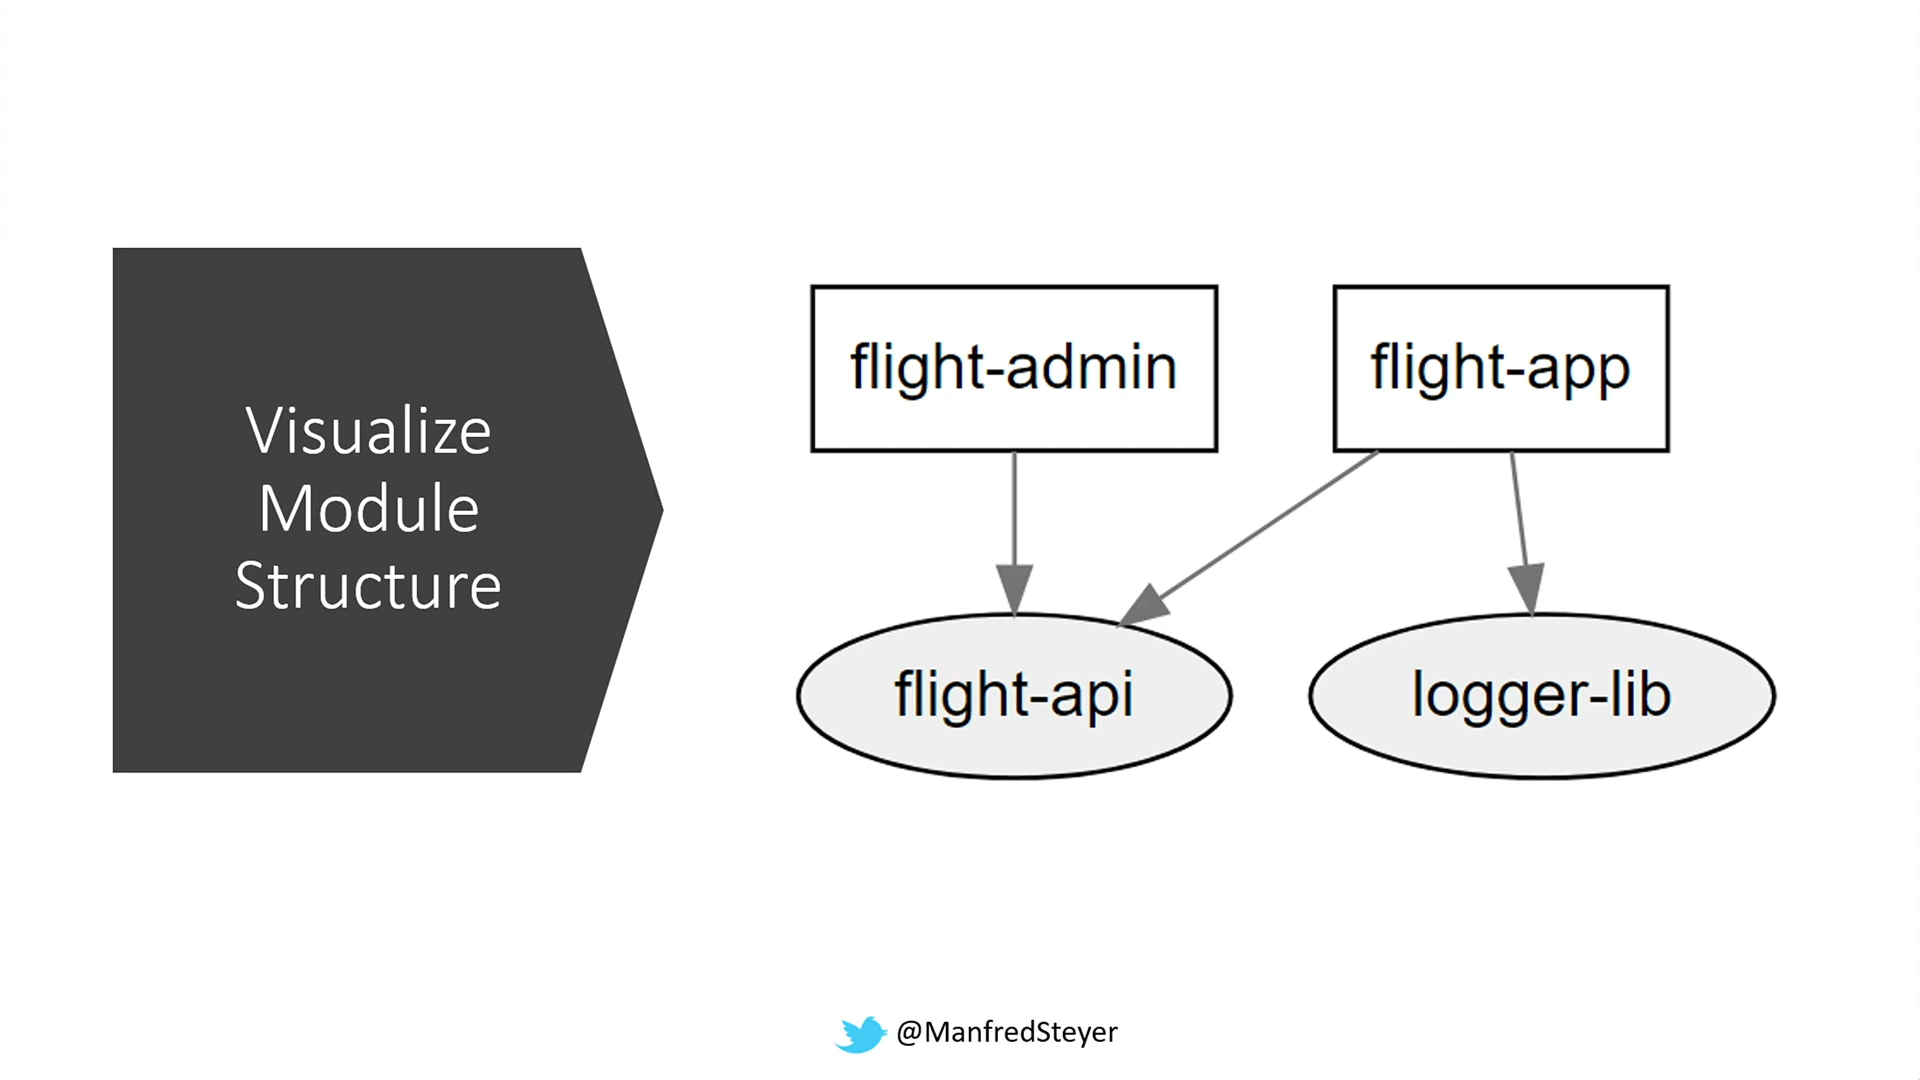 Visualize
Module
Structure
flight-admin
flight-app
flight-api
logger-lib
@ManfredSteyer